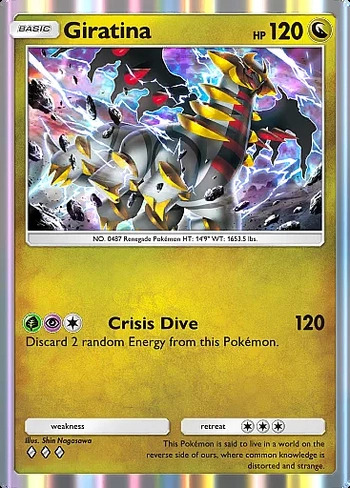 BASIC Giratina HP 120
NO. 0487 Renegade Pokémon HT: 14'9" WT: 1653.5 lbs.
Crisis Dive 120
Discard 2 random Energy from this Pokémon.
weakness retreat
Illus. Shin Nagasawa
This Pokémon is said to live in a world on the
reverse side of ours, where common knowledge is
distorted and strange.